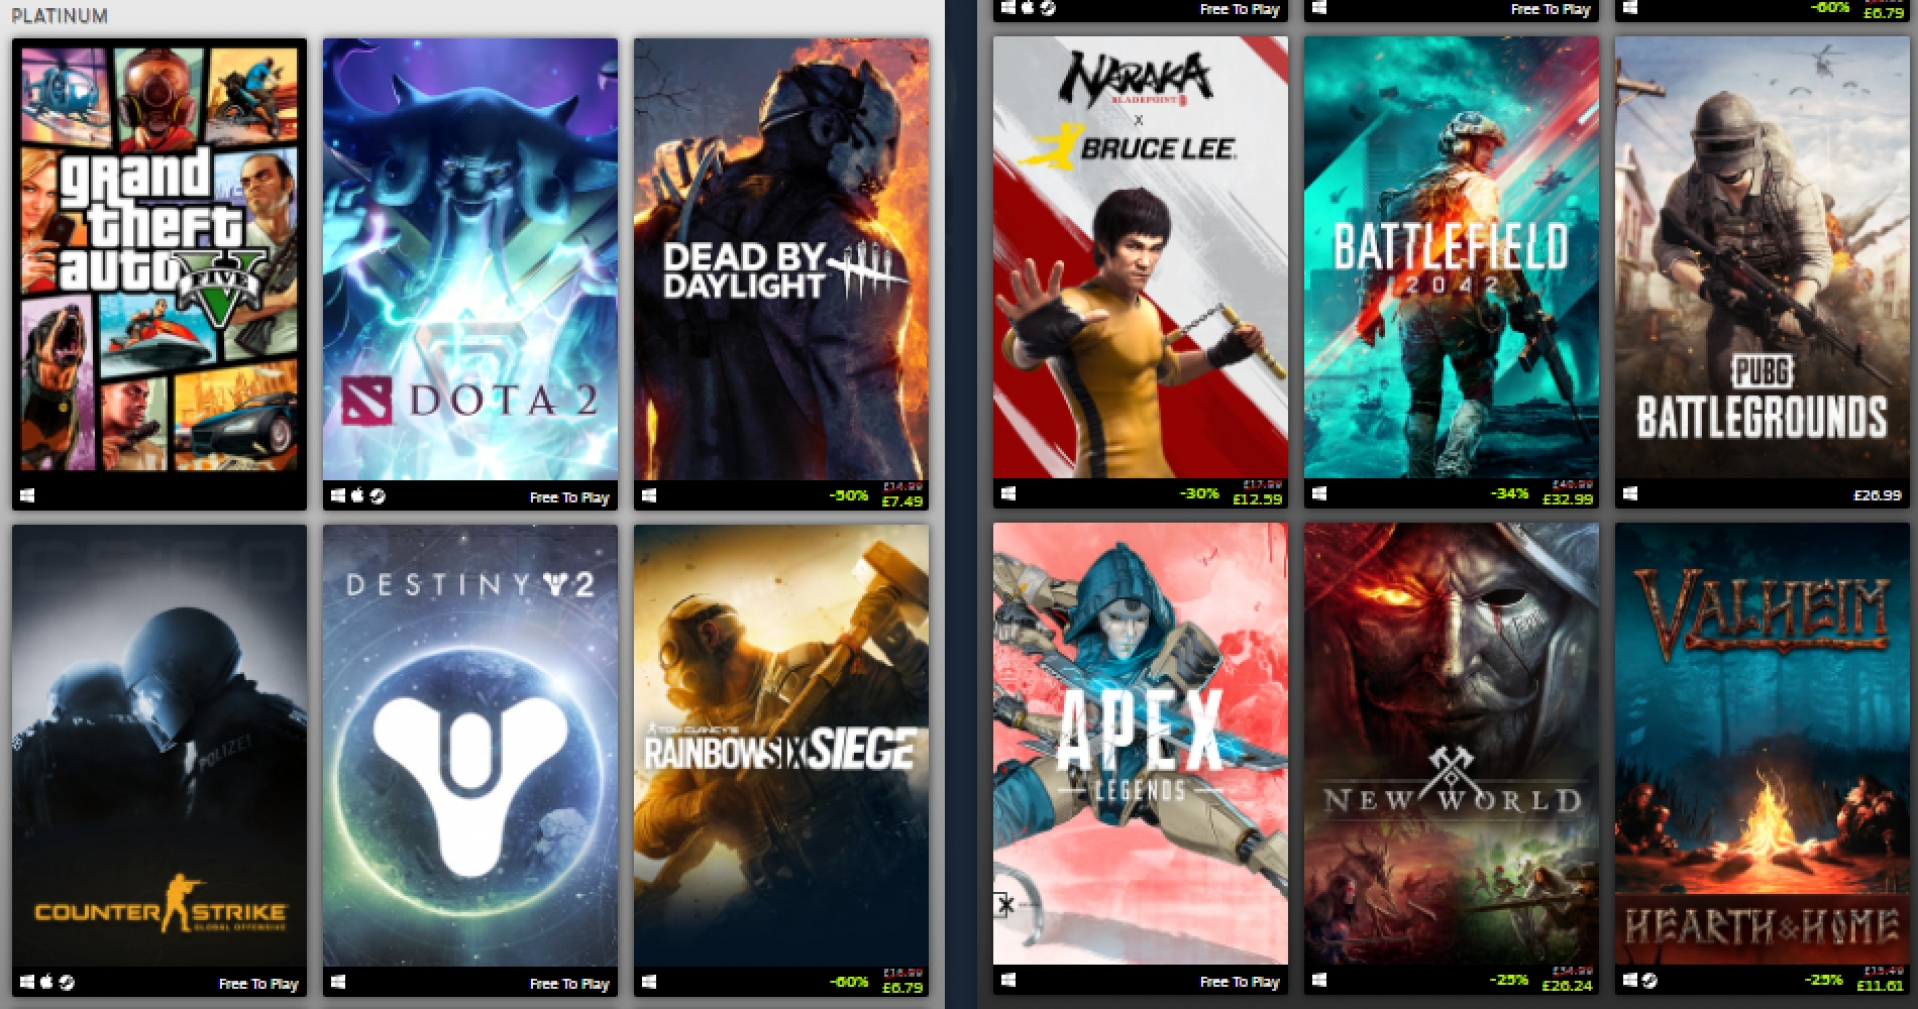 PLATINUM
grand
theft
auto
FIVE
V
DOTA 2
Free To Play
DEAD BY
DAYLIGHT
-50%
£14.99
£7.49
POLIZEI
COUNTER STRIKE
GLOBAL OFFENSIVE
Free To Play
DESTINY 2
Free To Play
TOM CLANCY'S
RAINBOW SIX SIEGE
-60%
£16.99
£6.79
Free To Play
Free To Play
-60%
£6.79
NARAKA
BLADEPOINT
X
BRUCE LEE
-30%
£17.99
£12.59
BATTLEFIELD
2042
-34%
£49.99
£32.99
PUBG
BATTLEGROUNDS
£26.99
APEX
LEGENDS
Free To Play
NEW WORLD
-25%
£34.99
£26.24
VALHEIM
HEARTH & HOME
-25%
£15.49
£11.61